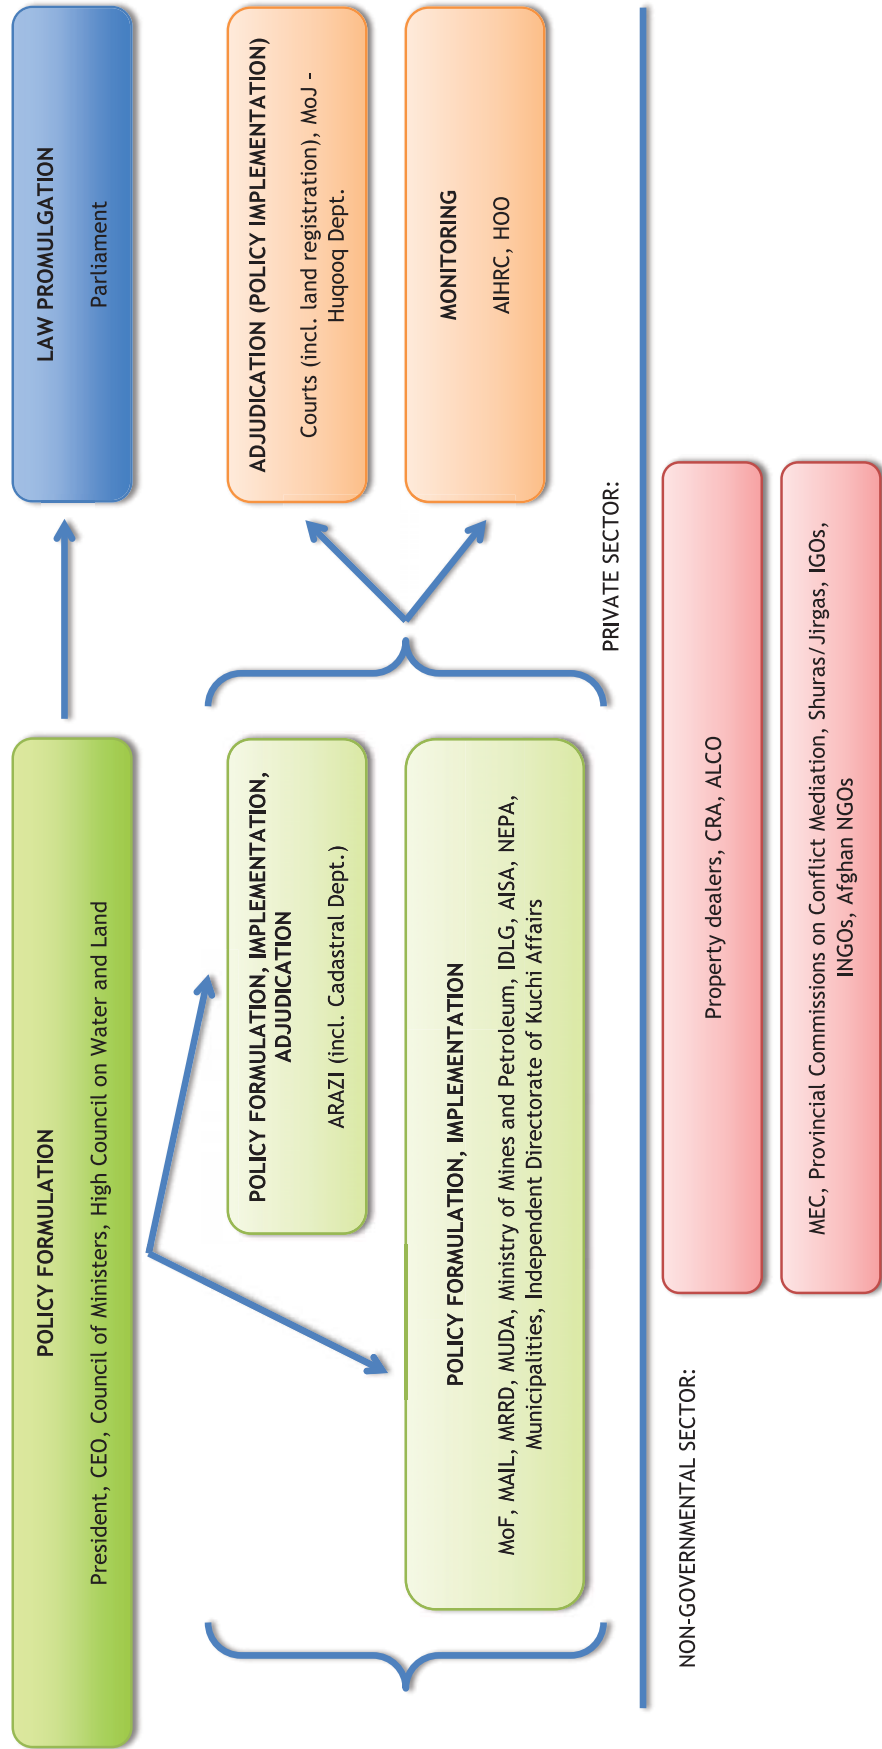 POLICY FORMULATION
President, CEO, Council of Ministers, High Council on Water and Land
LAW PROMULGATION
Parliament
POLICY FORMULATION, IMPLEMENTATION,
ADJUDICATION
ARAZI (incl. Cadastral Dept.)
ADJUDICATION (POLICY IMPLEMENTATION)
Courts (incl. land registration), MoJ -
Huqooq Dept.
POLICY FORMULATION, IMPLEMENTATION
MoF, MAIL, MRRD, MUDA, Ministry of Mines and Petroleum, IDLG, AISA, NEPA,
Municipalities, Independent Directorate of Kuchi Affairs
MONITORING
AIHRC, HOO
PRIVATE SECTOR:
NON-GOVERNMENTAL SECTOR:
Property dealers, CRA, ALCO
MEC, Provincial Commissions on Conflict Mediation, Shuras/Jirgas, IGOs,
INGOs, Afghan NGOs